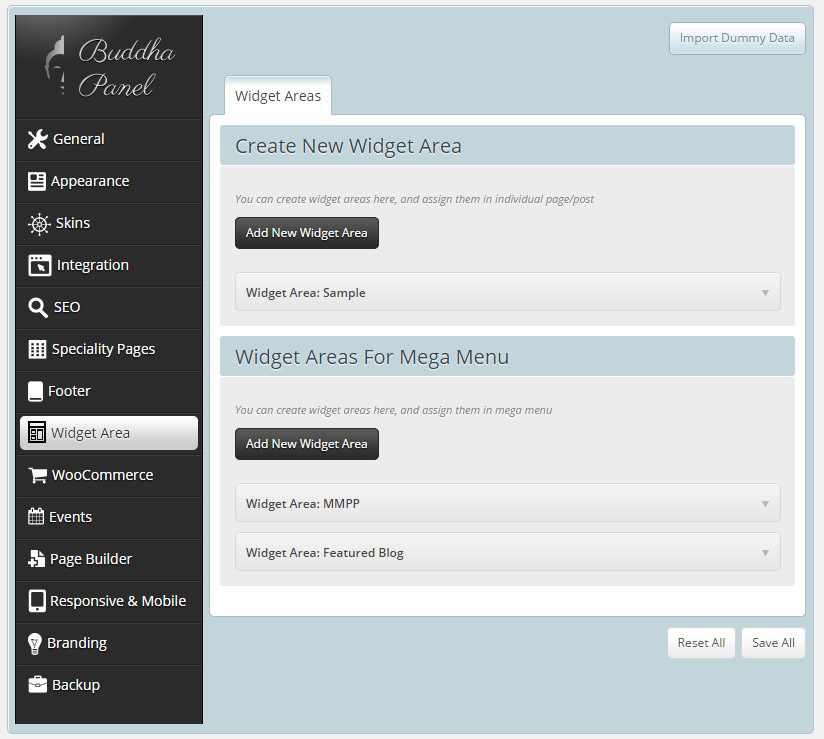 Buddha
Panel
General
Appearance
Skins
Integration
SEO
Speciality Pages
Footer
Widget Area
WooCommerce
Events
Page Builder
Responsive & Mobile
Branding
Backup
Import Dummy Data
Widget Areas
Create New Widget Area
You can create widget areas here, and assign them in individual page/post
Add New Widget Area
Widget Area: Sample
Widget Areas For Mega Menu
You can create widget areas here, and assign them in mega menu
Add New Widget Area
Widget Area: MMPP
Widget Area: Featured Blog
Reset All
Save All